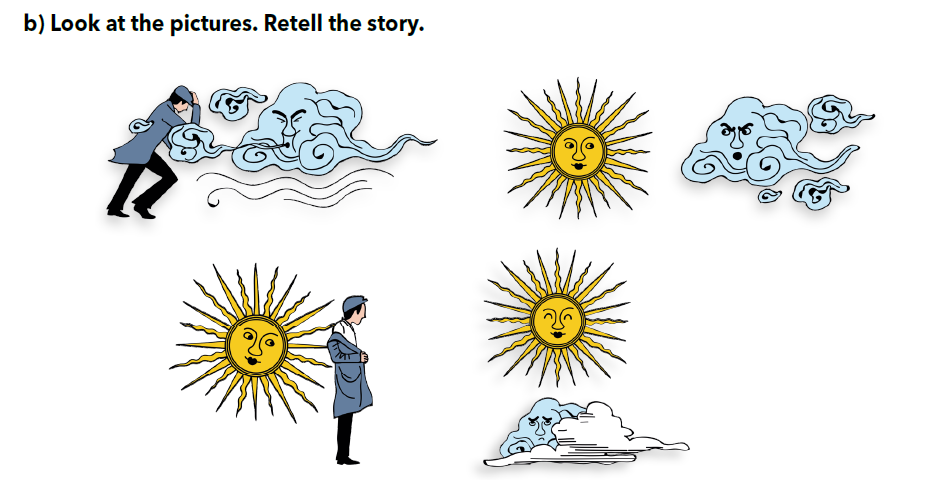 b) Look at the pictures. Retell the story.